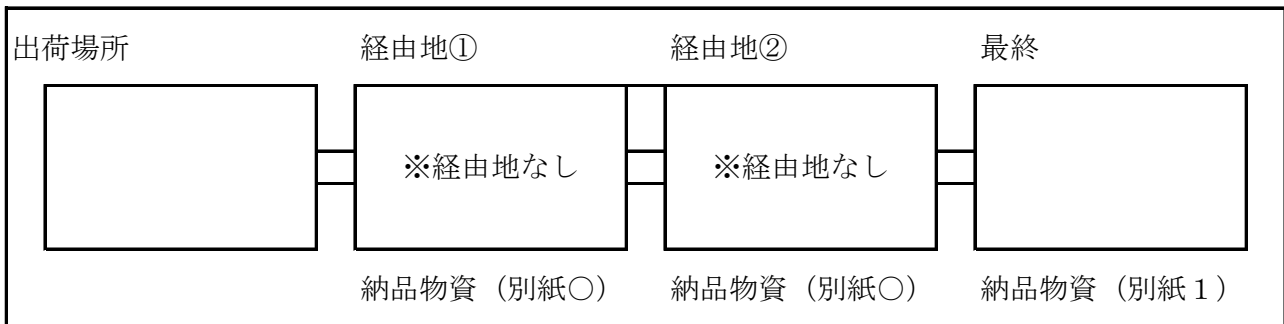 出荷場所 経由地① 経由地② 最終
※経由地なし ※経由地なし
納品物資（別紙○） 納品物資（別紙○） 納品物資（別紙１）